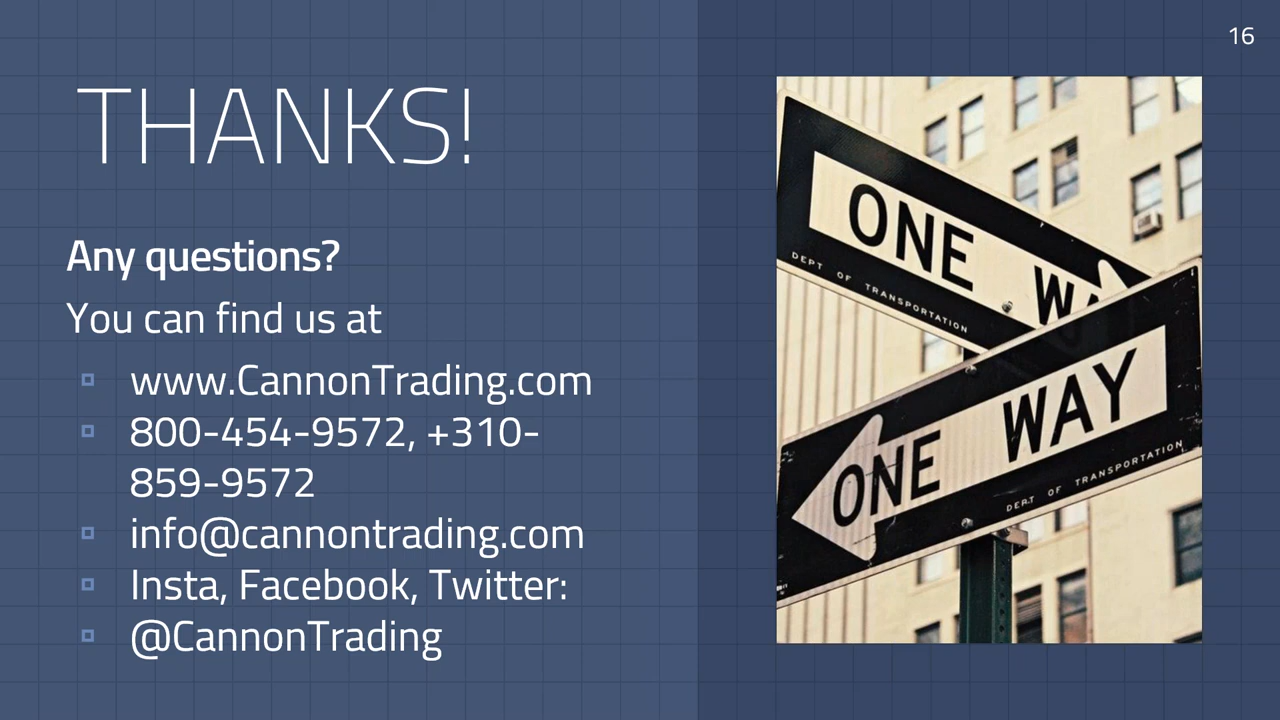 16
THANKS!
Any questions?
You can find us at
www.CannonTrading.com
800-454-9572, +310-
859-9572
info@cannontrading.com
Insta, Facebook, Twitter:
@CannonTrading
ONE
DEPT OF TRANSPORTATION
ONE WAY
DEPT OF TRANSPORTATION